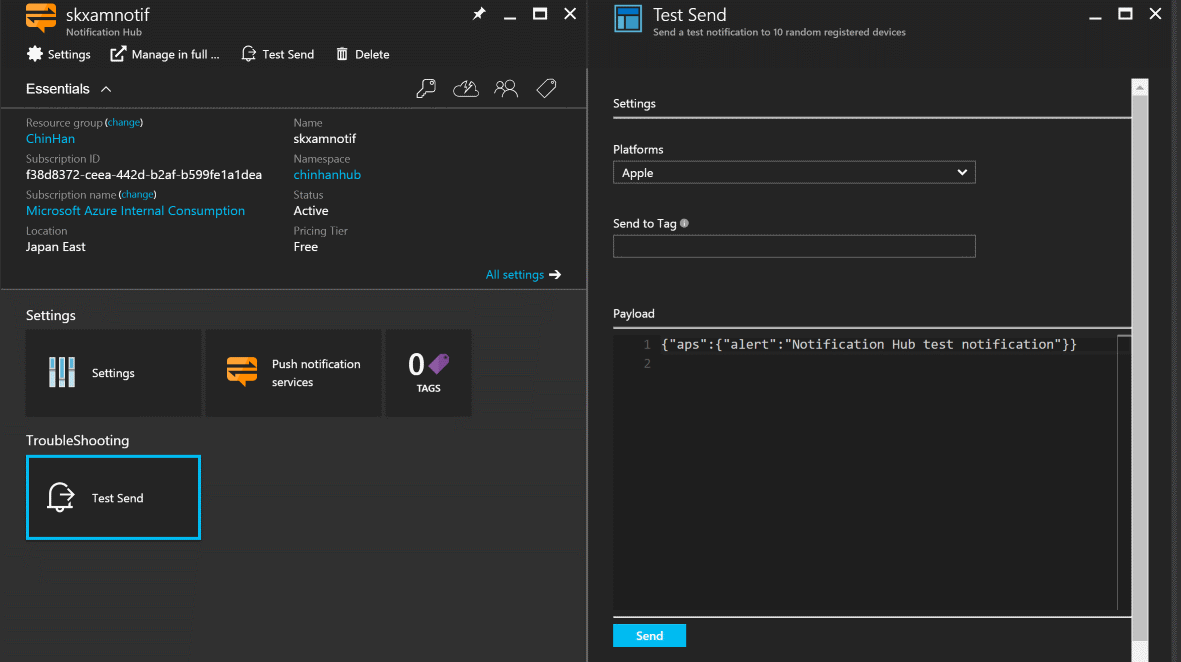 skxamnotif
Notification Hub
Settings
Manage in full ...
Test Send
Delete
Essentials
Resource group (change)
ChinHan
Subscription ID
f38d8372-ceea-442d-b2af-b599fe1a1dea
Subscription name (change)
Microsoft Azure Internal Consumption
Location
Japan East
Name
skxamnotif
Namespace
chinhanhub
Status
Active
Pricing Tier
Free
All settings
Settings
Settings
Push notification
services
0
TAGS
TroubleShooting
Test Send
Test Send
Send a test notification to 10 random registered devices
Settings
Platforms
Apple
Send to Tag
Payload
1 {"aps":{"alert":"Notification Hub test notification"}}
2
Send